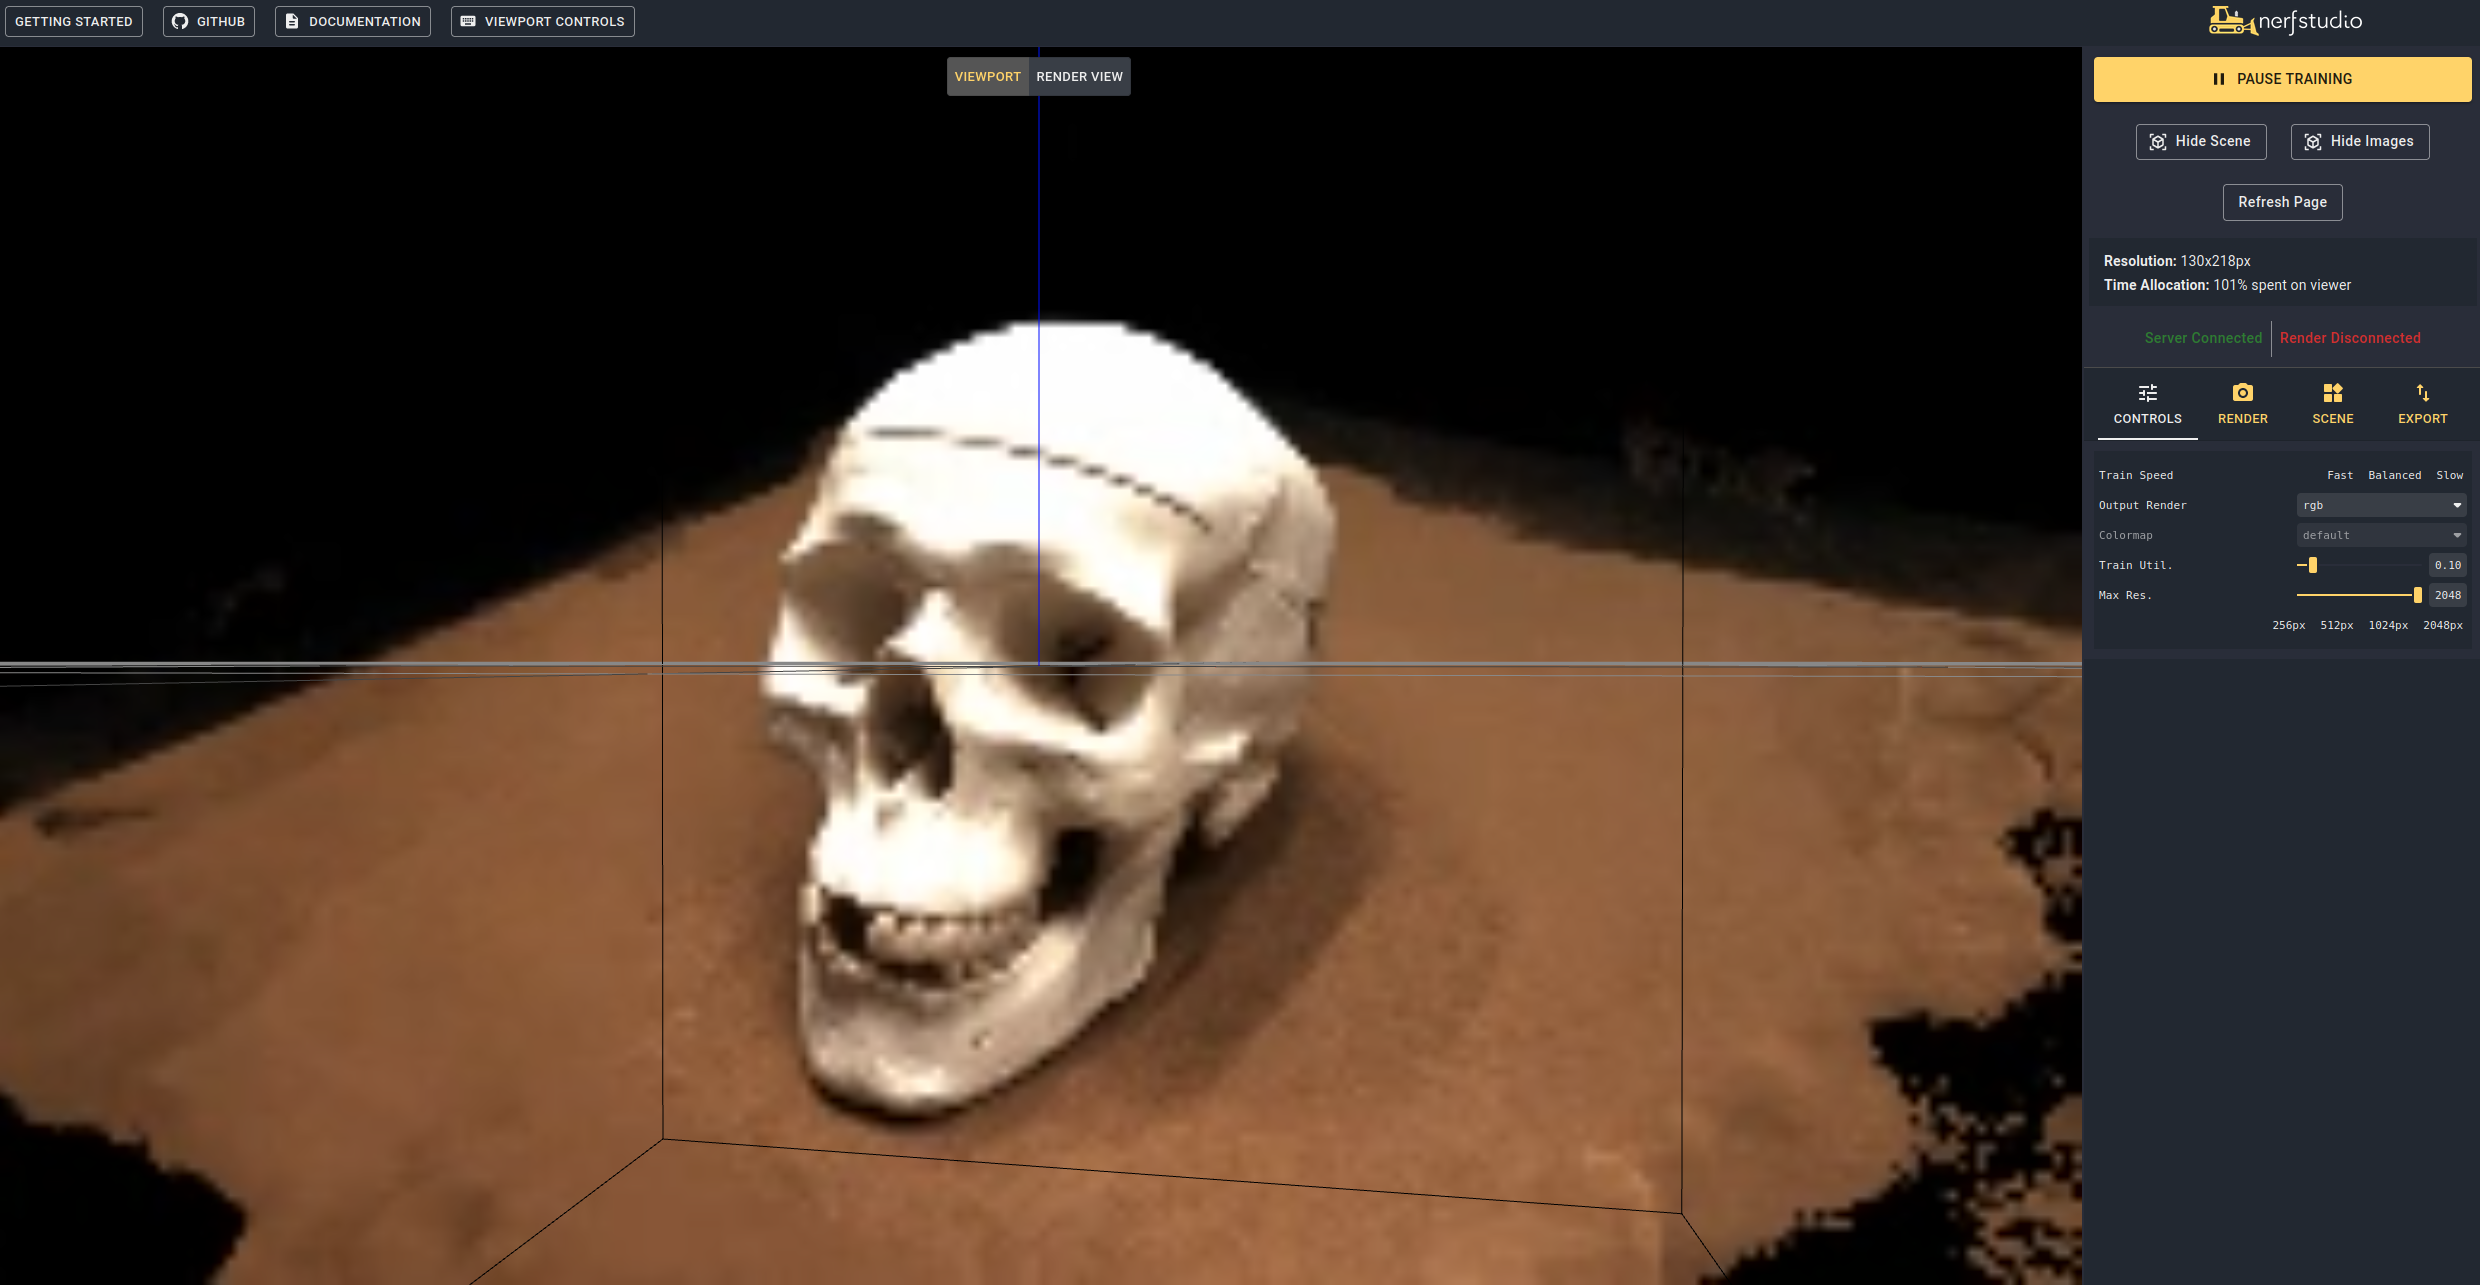 GETTING STARTED GITHUB DOCUMENTATION VIEWPORT CONTROLS
nerfstudio
VIEWPORT RENDER VIEW
PAUSE TRAINING
Hide Scene Hide Images
Refresh Page
Resolution: 130x218px
Time Allocation: 101% spent on viewer
Server Connected Render Disconnected
CONTROLS RENDER SCENE EXPORT
Train Speed Fast Balanced Slow
Output Render rgb
Colormap default
Train Util. 0.10
Max Res. 2048
256px 512px 1024px 2048px